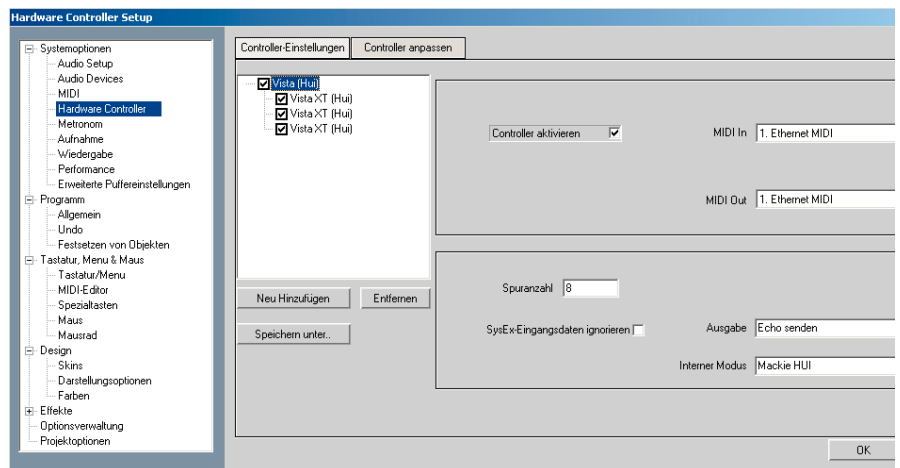 Hardware Controller Setup
Systemoptionen
Audio Setup
Audio Devices
MIDI
Hardware Controller
Metronom
Aufnahme
Wiedergabe
Performance
Erweiterte Puffereinstellungen
Programm
Allgemein
Undo
Festsetzen von Objekten
Tastatur, Menu & Maus
Tastatur/Menu
MIDI-Editor
Spezialtasten
Maus
Mausrad
Design
Skins
Darstellungsoptionen
Farben
Effekte
Optionsverwaltung
Projektoptionen
Controller-Einstellungen
Controller anpassen
Vista (Hui)
Vista XT (Hui)
Vista XT (Hui)
Vista XT (Hui)
Neu Hinzufügen
Entfernen
Speichern unter..
Controller aktivieren
MIDI In
1. Ethernet MIDI
MIDI Out
1. Ethernet MIDI
Spuranzahl
8
SysEx-Eingangsdaten ignorieren
Ausgabe
Echo senden
Interner Modus
Mackie HUI
OK